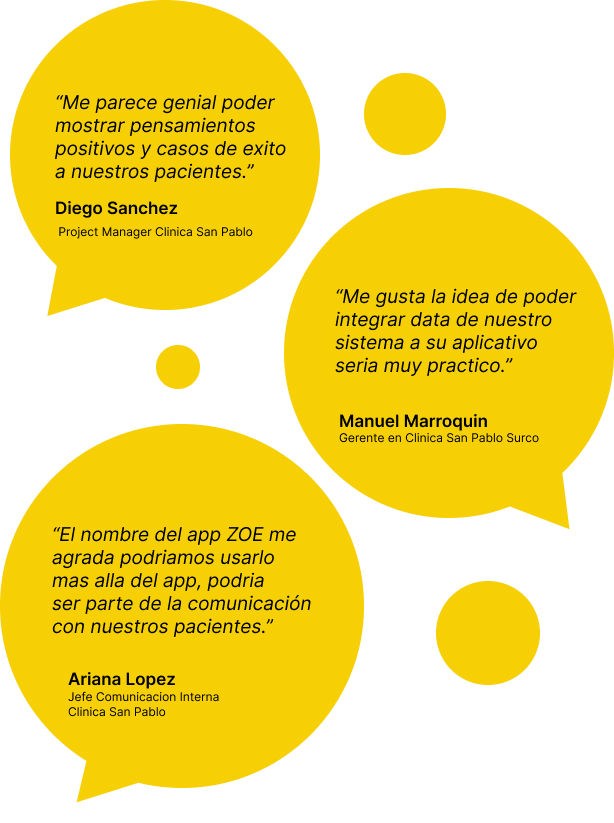 “Me parece genial poder
mostrar pensamientos
positivos y casos de exito
a nuestros pacientes.”
Diego Sanchez
Project Manager Clinica San Pablo
“Me gusta la idea de poder
integrar data de nuestro
sistema a su aplicativo
seria muy practico.”
Manuel Marroquin
Gerente en Clinica San Pablo Surco
“El nombre del app ZOE me
agrada podriamos usarlo
mas alla del app, podria
ser parte de la comunicación
con nuestros pacientes.”
Ariana Lopez
Jefe Comunicacion Interna
Clinica San Pablo